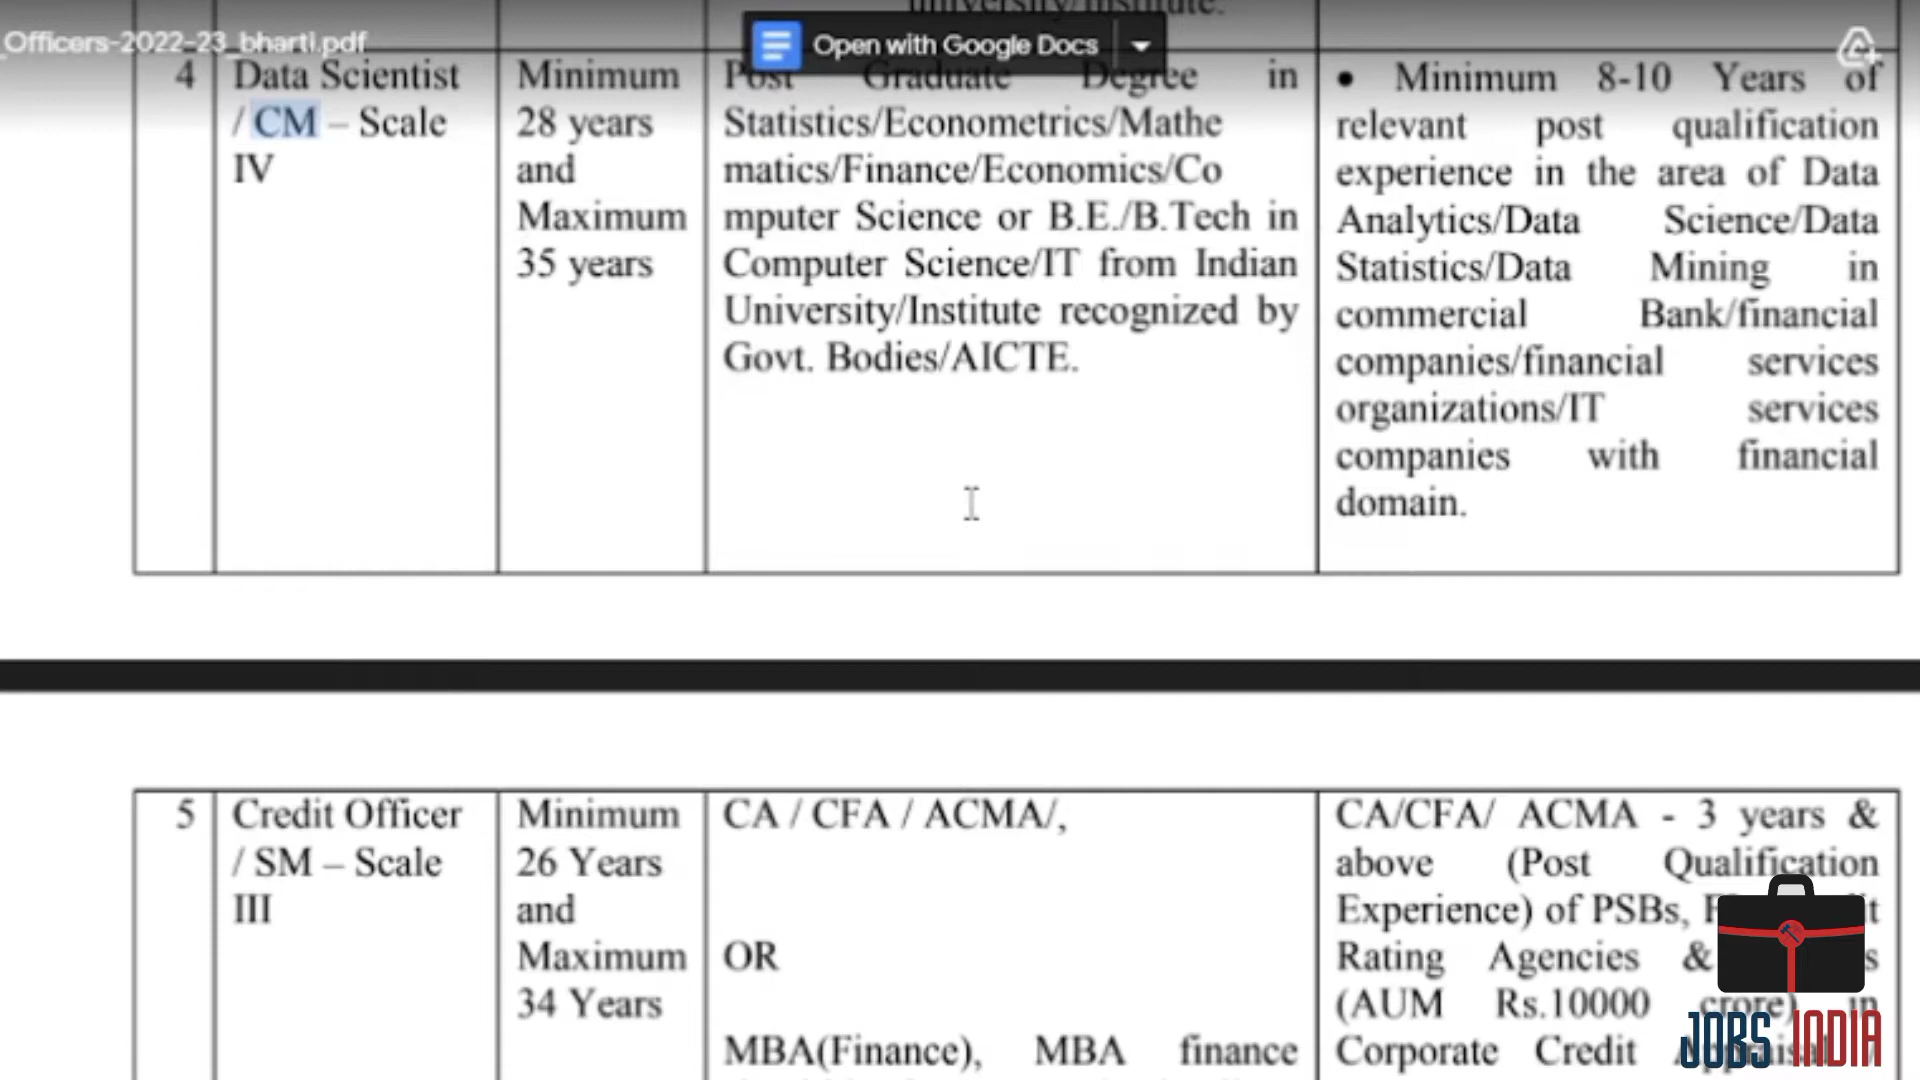 university/Institute.
_Officers-2022-23_bharti.pdf
Open with Google Docs
4
Data Scientist
/ CM – Scale
IV
Minimum
28 years
and
Maximum
35 years
Post Graduate Degree in
Statistics/Econometrics/Mathe
matics/Finance/Economics/Co
mputer Science or B.E./B.Tech in
Computer Science/IT from Indian
University/Institute recognized by
Govt. Bodies/AICTE.
• Minimum 8-10 Years of
relevant post qualification
experience in the area of Data
Analytics/Data Science/Data
Statistics/Data Mining in
commercial Bank/financial
companies/financial services
organizations/IT services
companies with financial
domain.
5
Credit Officer
/ SM – Scale
III
Minimum
26 Years
and
Maximum
34 Years
CA / CFA / ACMA/,
OR
MBA(Finance), MBA finance
CA/CFA/ ACMA - 3 years &
above (Post Qualification
Experience) of PSBs,
Rating Agencies &
(AUM Rs.10000 crore) in
Corporate Credit Appraisal
JOBS INDIA